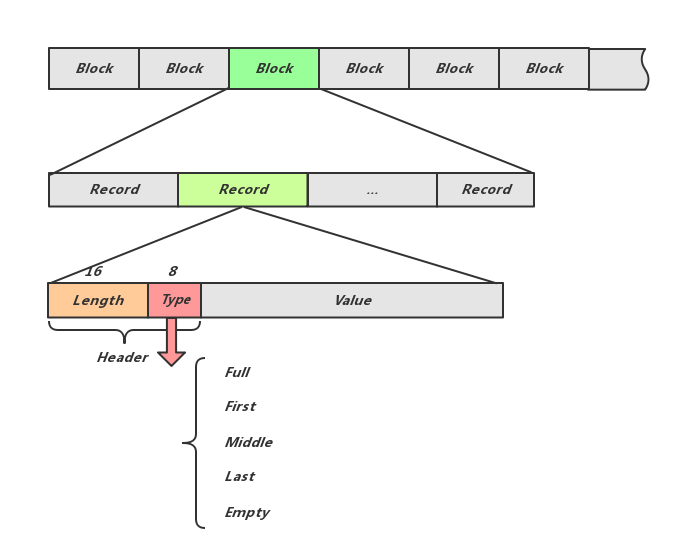 Block Block Block Block Block Block
Record Record ... Record
16 8
Length Type Value
Header
Full
First
Middle
Last
Empty